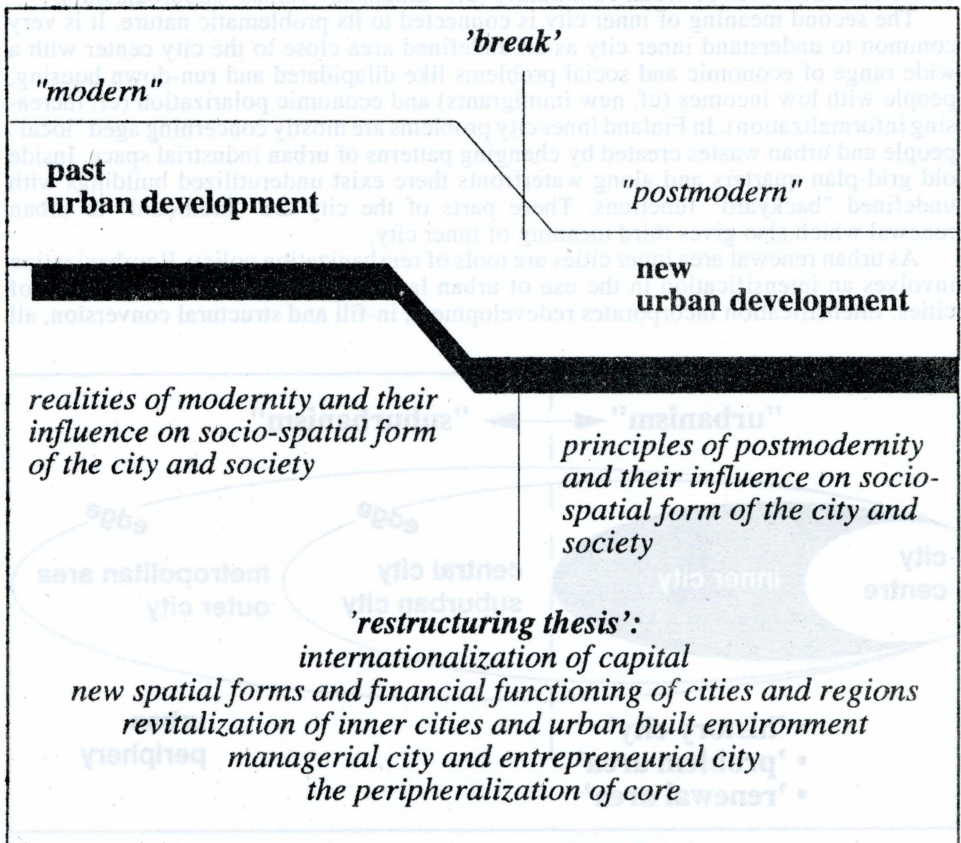 'break'
"modern"
past
urban development
"postmodern"
new
urban development
realities of modernity and their
influence on socio-spatial form
of the city and society
principles of postmodernity
and their influence on socio-
spatial form of the city and
society
'restructuring thesis':
internationalization of capital
new spatial forms and financial functioning of cities and regions
revitalization of inner cities and urban built environment
managerial city and entrepreneurial city
the peripheralization of core